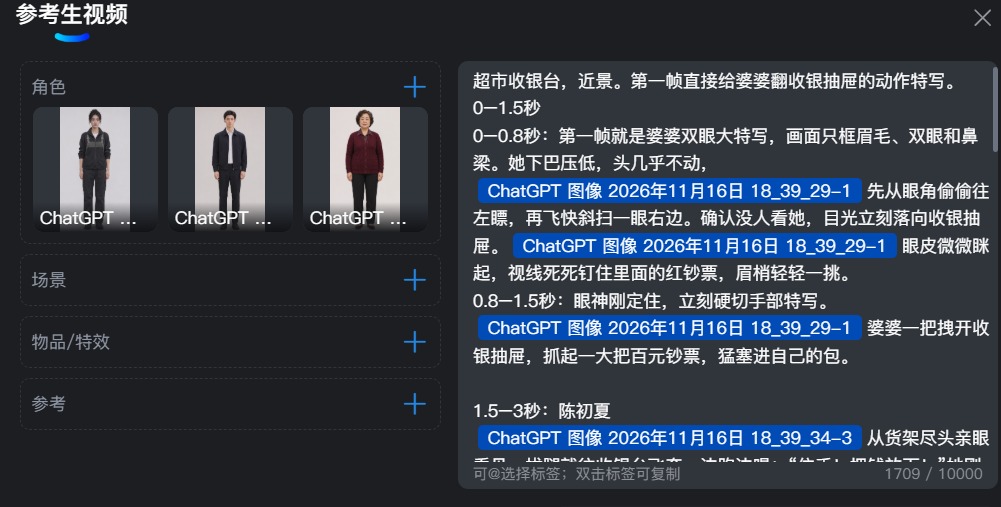 参考生视频
角色
ChatGPT ...
ChatGPT ...
ChatGPT ...
场景
物品/特效
参考
超市收银台，近景。第一帧直接给婆婆翻收银抽屉的动作特写。
0—1.5秒
0—0.8秒：第一帧就是婆婆双眼大特写，画面只框眉毛、双眼和鼻
梁。她下巴压低，头几乎不动，
ChatGPT 图像 2026年11月16日 18_39_29-1 先从眼角偷偷往
左瞟，再飞快斜扫一眼右边。确认没人看她，目光立刻落向收银抽
屉。 ChatGPT 图像 2026年11月16日 18_39_29-1 眼皮微微眯
起，视线死死钉住里面的红钞票，眉梢轻轻一挑。
0.8—1.5秒：眼神刚定住，立刻硬切手部特写。
ChatGPT 图像 2026年11月16日 18_39_29-1 婆婆一把拽开收
银抽屉，抓起一大把百元钞票，猛塞进自己的包。
1.5—3秒：陈初夏
ChatGPT 图像 2026年11月16日 18_39_34-3 从货架尽头亲眼
可@选择标签；双击标签可复制
1709 / 10000